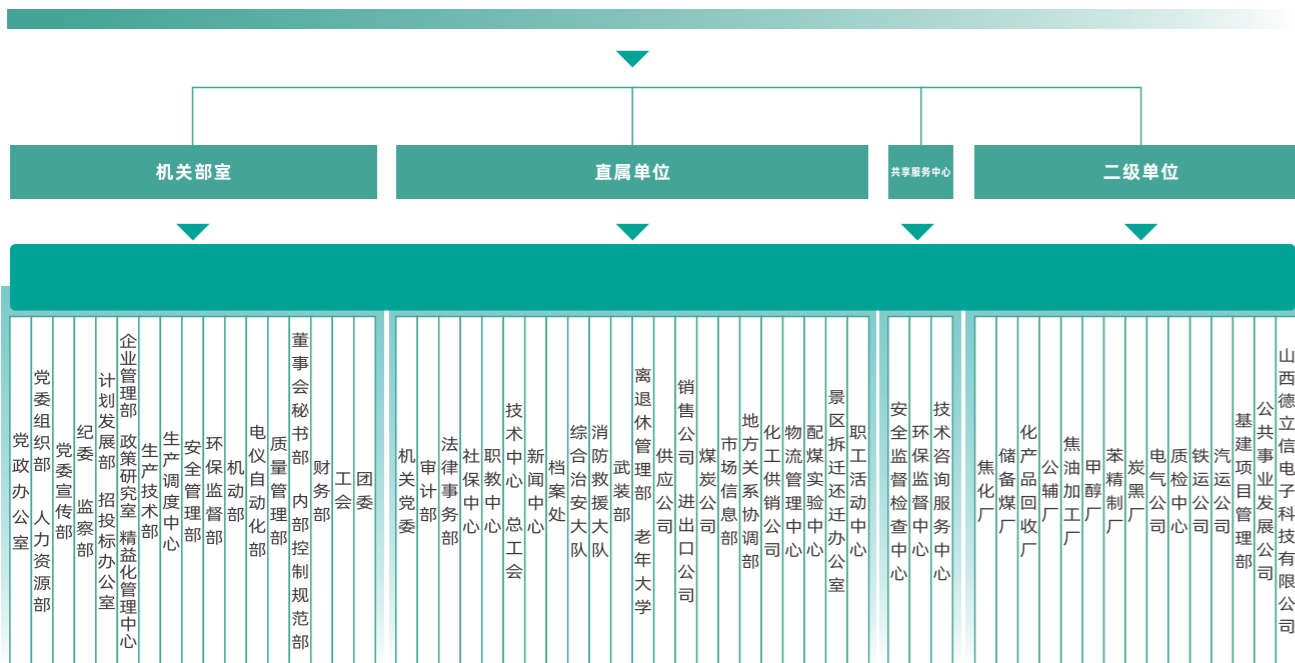 机关部室
直属单位
共享服务中心
二级单位
党政办公室
党委组织部 人力资源部
党委宣传部
纪委 监察部
计划发展部 招投标办公室
企业管理部 政策研究室 精益化管理中心
生产技术部
生产调度中心
安全管理部
环保监督部
机动部
电仪自动化部
质量管理部
董事会秘书部 内部控制规范部
财务部
工会
团委
机关党委
审计部
法律事务部
社保中心
职教中心
技术中心 总工会
新闻中心
档案处
综合治安大队
消防救援大队
武装部
离退休管理部 老年大学
供应公司
销售公司 进出口公司
煤炭公司
市场信息部
地方关系协调部
化工供销公司
物流管理中心
配煤实验中心
景区拆迁还迁办公室
职工活动中心
安全监督检查中心
环保监督中心
技术咨询服务中心
焦化厂
储备煤厂
化产品回收厂
公辅厂
焦油加工厂
甲醇厂
苯精制厂
炭黑厂
电气公司
质检中心
铁运公司
汽运公司
基建项目管理部
公共事业发展公司
山西德立信电子科技有限公司